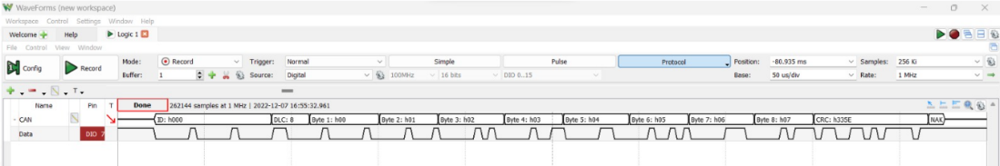 WaveForms (new workspace)
Workspace Control Settings Window Help
Welcome Help Logic 1
File Control View Window
Config Record Mode: Record Trigger: Normal Simple Pulse Protocol Position: -80.935 ms Samples: 256 Ki
Buffer: 1 Source: Digital 100MHz 16 bits DIO 0..15 Base: 50 us/div Rate: 1 MHz
T
Name Pin T Done 262144 samples at 1 MHz | 2022-12-07 16:55:32.961
CAN ID: h000 DLC: 8 Byte 1: h00 Byte 2: h01 Byte 3: h02 Byte 4: h03 Byte 5: h04 Byte 6: h05 Byte 7: h06 Byte 8: h07 CRC: h335E NAK
Data DIO 7